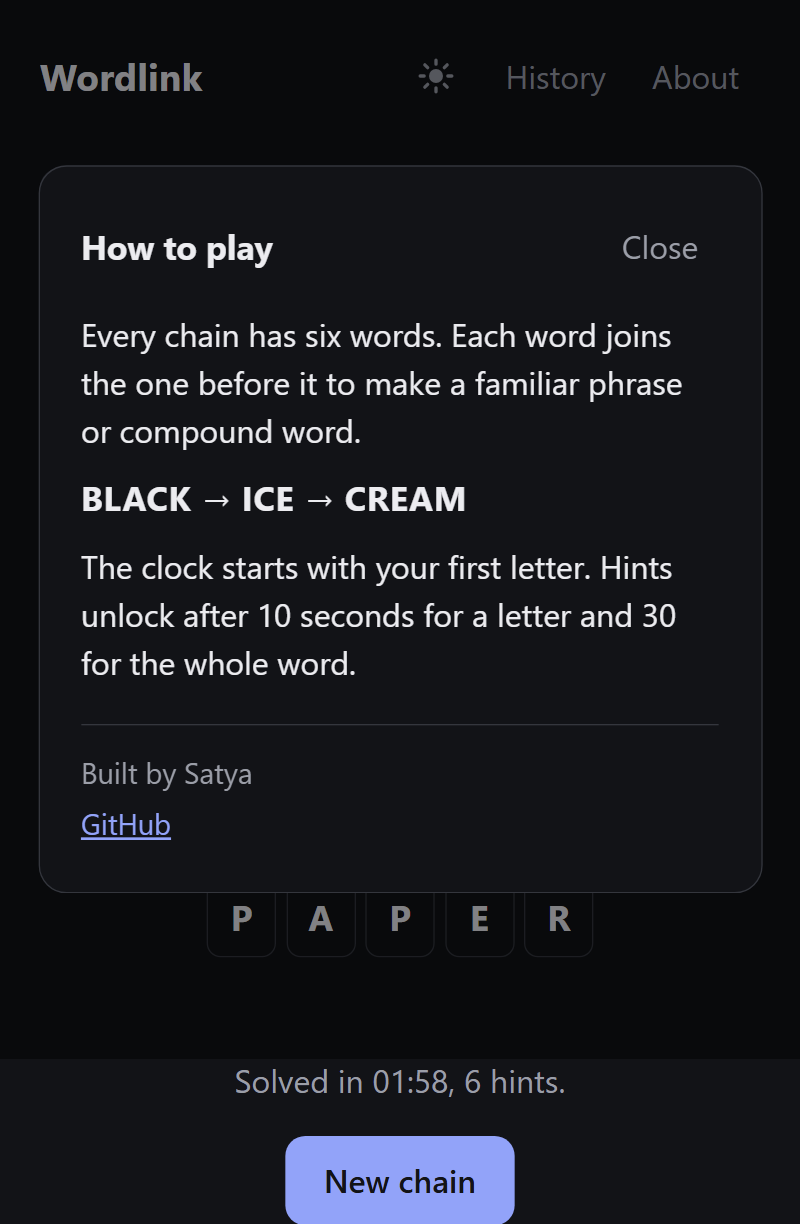 Wordlink
History
About
How to play
Close
Every chain has six words. Each word joins
the one before it to make a familiar phrase
or compound word.
BLACK → ICE → CREAM
The clock starts with your first letter. Hints
unlock after 10 seconds for a letter and 30
for the whole word.
Built by Satya
GitHub
P A P E R
Solved in 01:58, 6 hints.
New chain